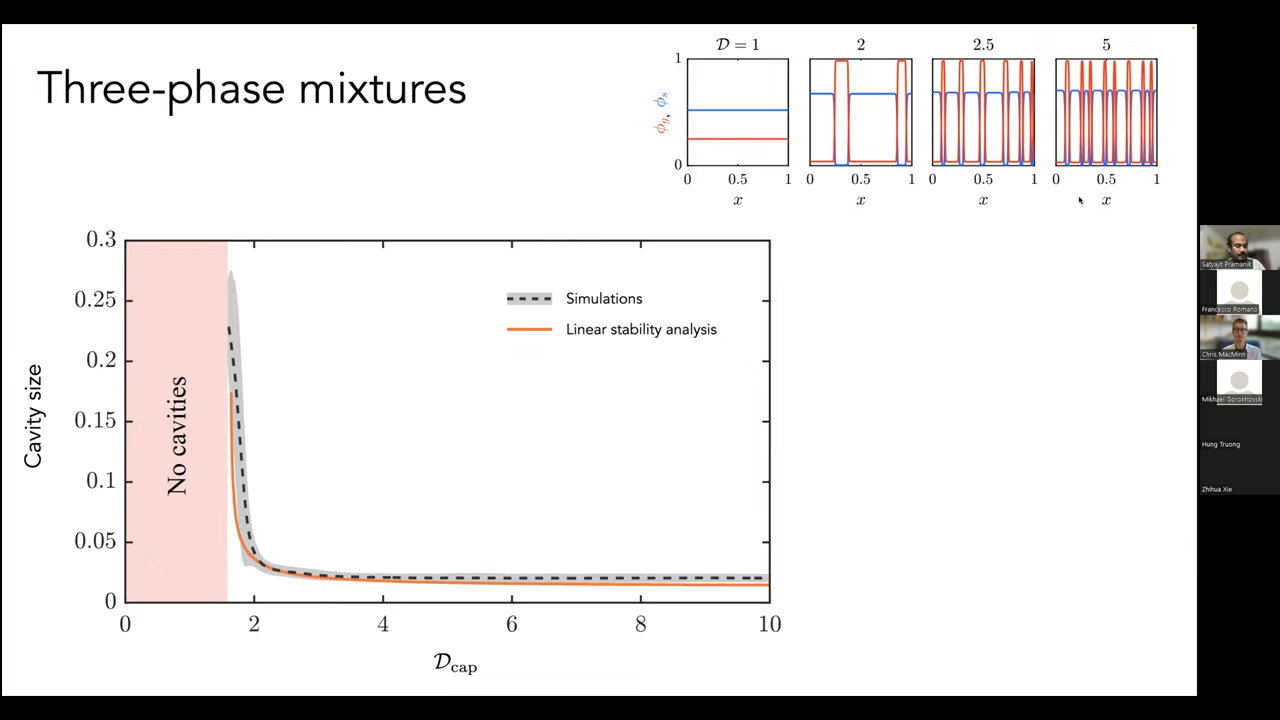 Three-phase mixtures
𝒟 = 1
2
2.5
5
1
0
ϕg, ϕs
0 0.5 1
0 0.5 1
0 0.5 1
0 0.5 1
x
x
x
x
0.3
0.25
0.2
0.15
0.1
0.05
0
Cavity size
No cavities
Simulations
Linear stability analysis
0 2 4 6 8 10
𝒟cap
Satyajit Pramanik
Francesco Romanò
Chris MacMinn
Mikhael Gorokhovski
Hung Truong
Zhihua Xie